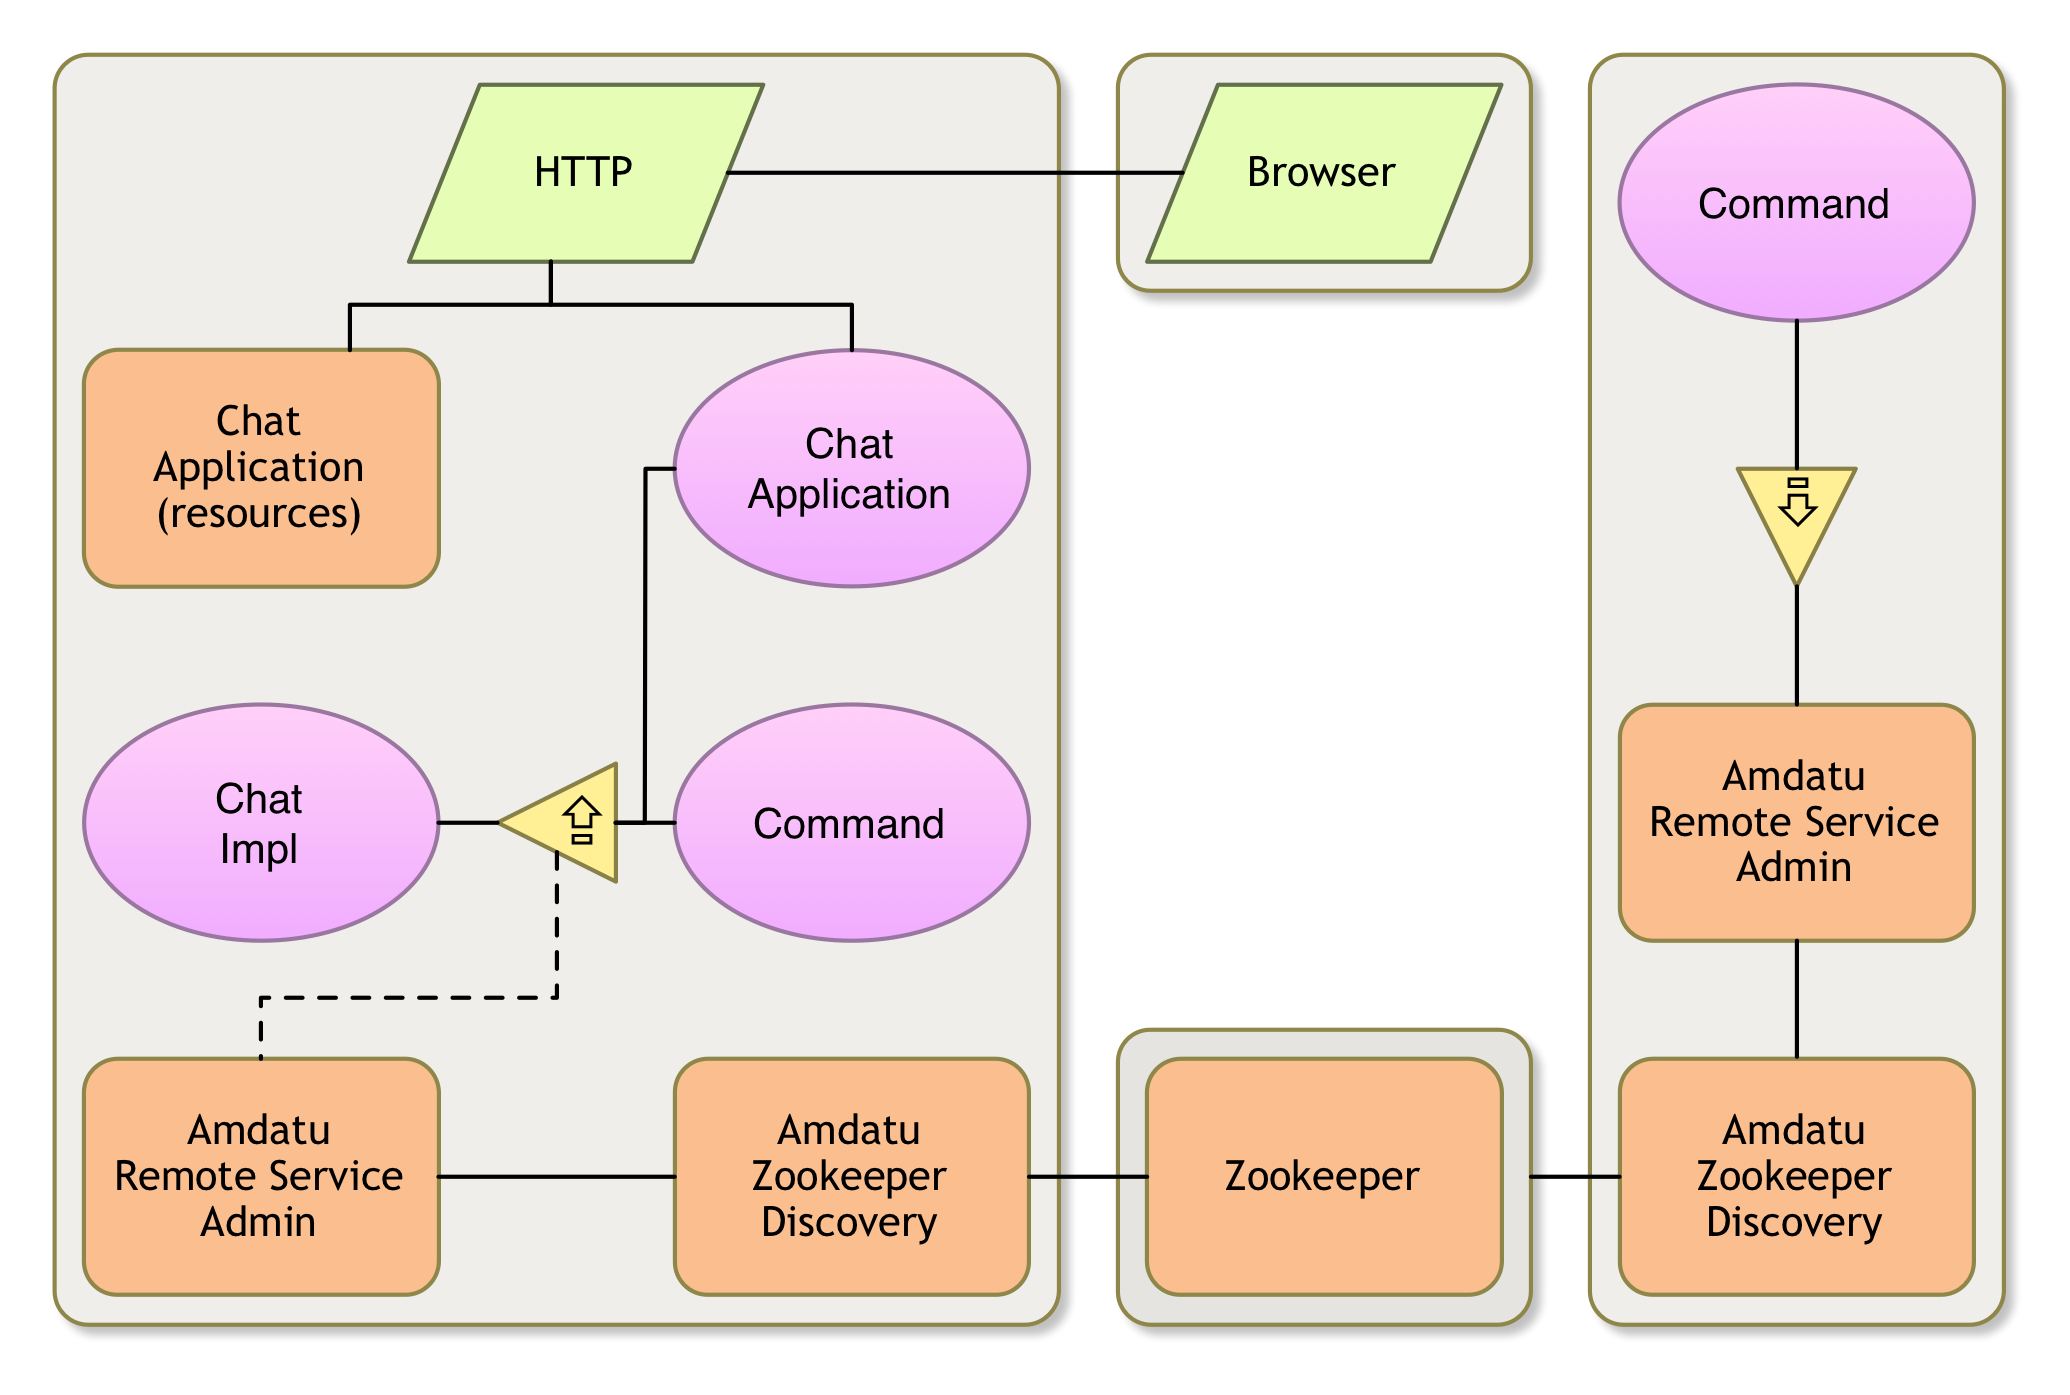 HTTP
Browser
Command
Chat
Application
(resources)
Chat
Application
Chat
Impl
Command
Amdatu
Remote Service
Admin
Amdatu
Remote Service
Admin
Amdatu
Zookeeper
Discovery
Zookeeper
Amdatu
Zookeeper
Discovery